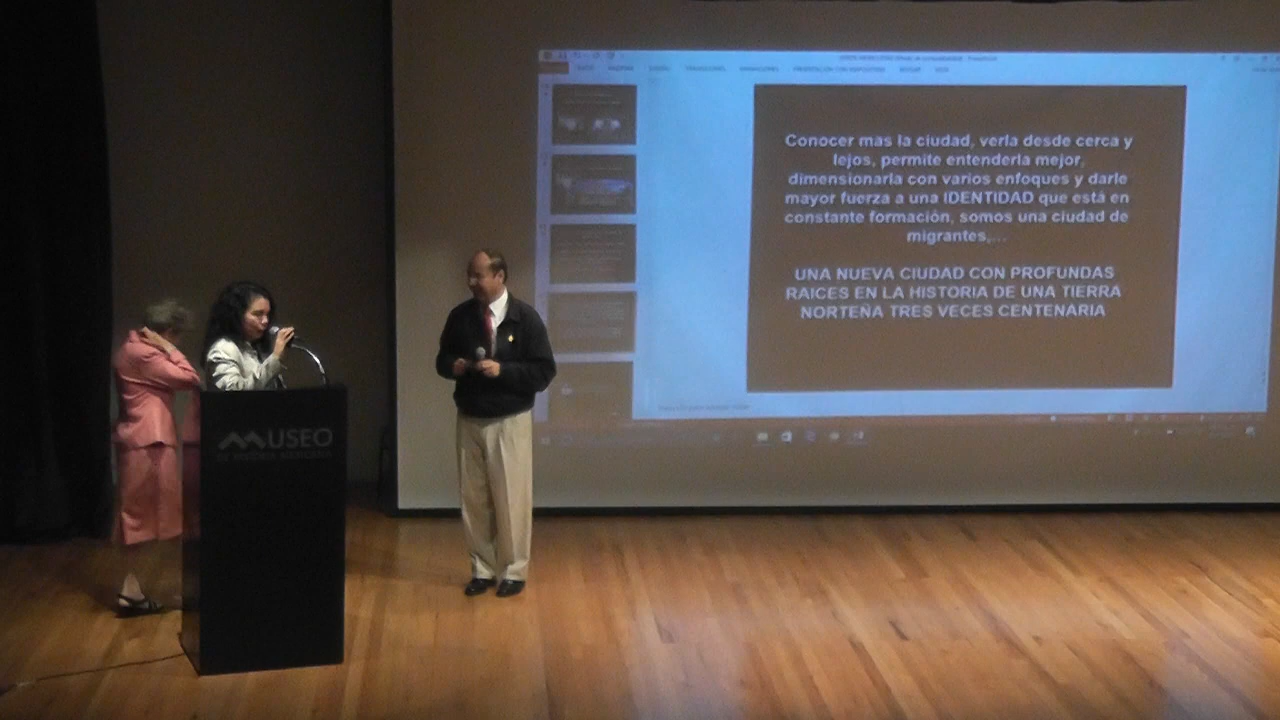 Conocer mas la ciudad, verla desde cerca y
lejos, permite entenderla mejor,
dimensionarla con varios enfoques y darle
mayor fuerza a una IDENTIDAD que está en
constante formación, somos una ciudad de
migrantes,...
UNA NUEVA CIUDAD CON PROFUNDAS
RAICES EN LA HISTORIA DE UNA TIERRA
NORTEÑA TRES VECES CENTENARIA
MUSEO